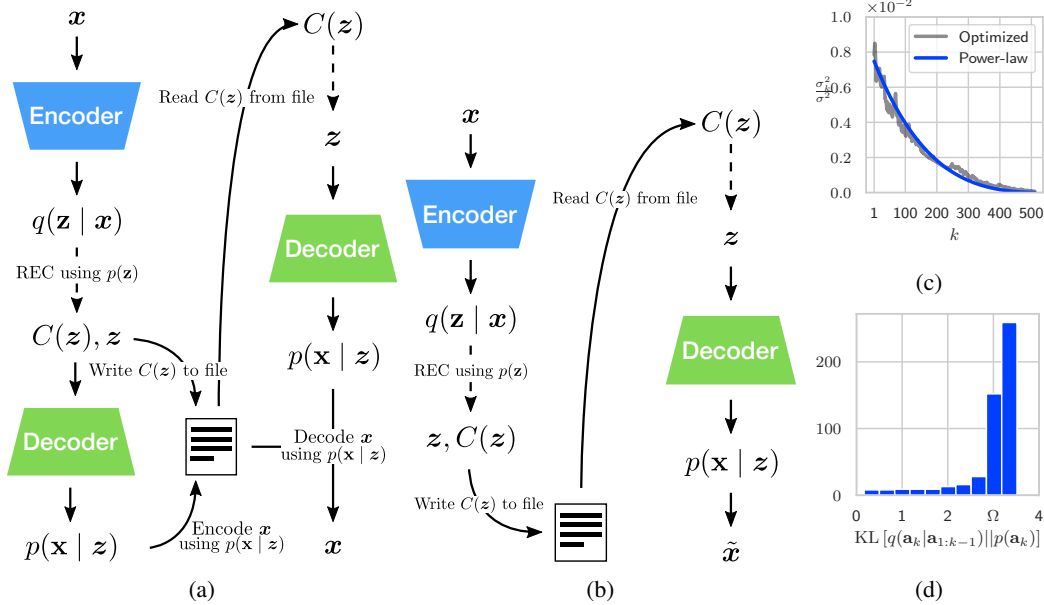 x
Encoder
q(z | x)
REC using p(z)
C(z), z
Write C(z) to file
Decoder
p(x | z)
Encode x
using p(x | z)
Read C(z) from file
C(z)
z
Decoder
p(x | z)
Decode x
using p(x | z)
x
(a)
x
Encoder
q(z | x)
REC using p(z)
z, C(z)
Write C(z) to file
Read C(z) from file
C(z)
z
Decoder
p(x | z)
x̃
(b)
×10⁻²
1.0
0.8
0.6
0.4
0.2
0.0
Optimized
Power-law
1 100 200 300 400 500
k
(c)
200
100
0
0 1 2 Ω 4
KL [q(a_k|a_{1:k−1})||p(a_k)]
(d)